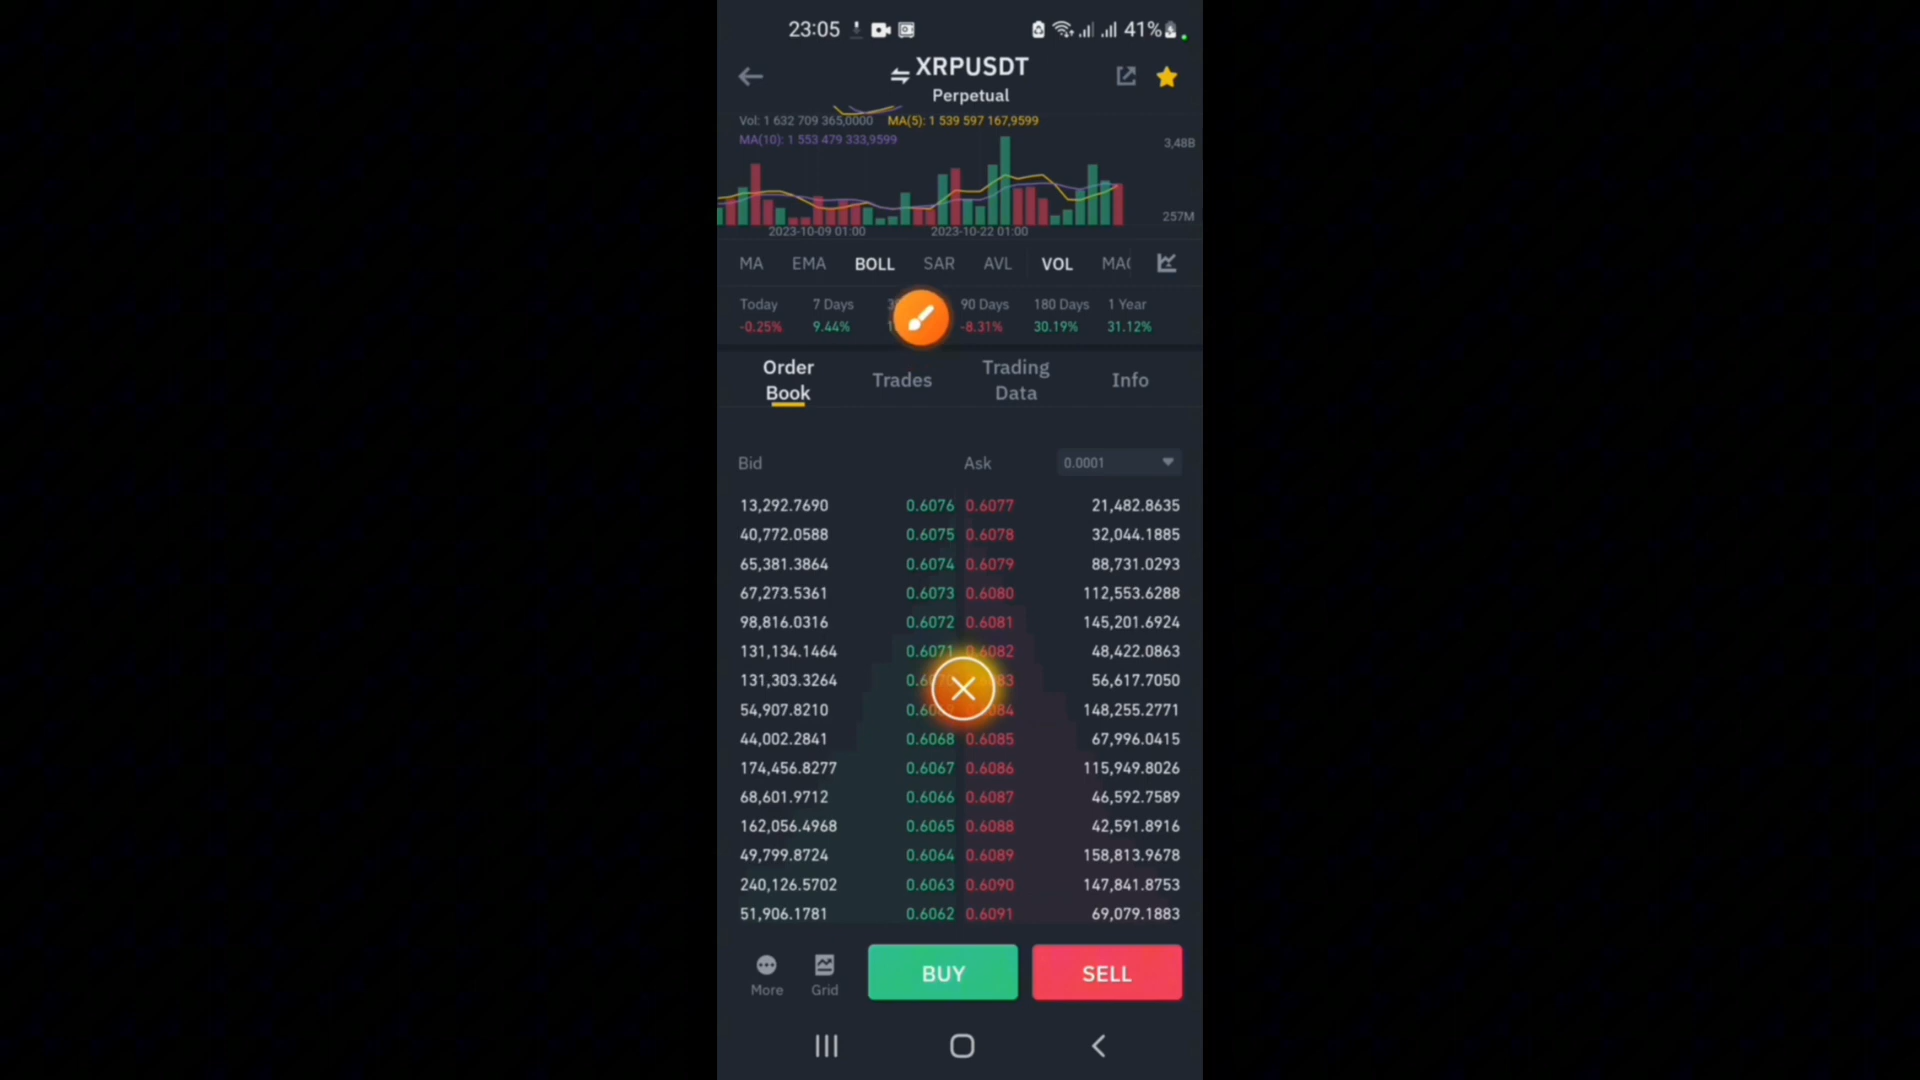 23:05 41%
XRPUSDT
Perpetual
Vol: 1 632 709 365,0000 MA(5): 1 539 597 167,9599
MA(10): 1 553 479 333,9599
3,48B
257M
2023-10-09 01:00 2023-10-22 01:00
MA EMA BOLL SAR AVL VOL
Today 7 Days 90 Days 180 Days 1 Year
-0.25% 9.44% -8.31% 30.19% 31.12%
Order Book Trades Trading Data Info
Bid Ask 0.0001
13,292.7690 0.6076 0.6077 21,482.8635
40,772.0588 0.6075 0.6078 32,044.1885
65,381.3864 0.6074 0.6079 88,731.0293
67,273.5361 0.6073 0.6080 112,553.6288
98,816.0316 0.6072 0.6081 145,201.6924
131,134.1464 0.6071 0.6082 48,422.0863
131,303.3264 56,617.7050
54,907.8210 148,255.2771
44,002.2841 0.6068 0.6085 67,996.0415
174,456.8277 0.6067 0.6086 115,949.8026
68,601.9712 0.6066 0.6087 46,592.7589
162,056.4968 0.6065 0.6088 42,591.8916
49,799.8724 0.6064 0.6089 158,813.9678
240,126.5702 0.6063 0.6090 147,841.8753
51,906.1781 0.6062 0.6091 69,079.1883
More Grid BUY SELL